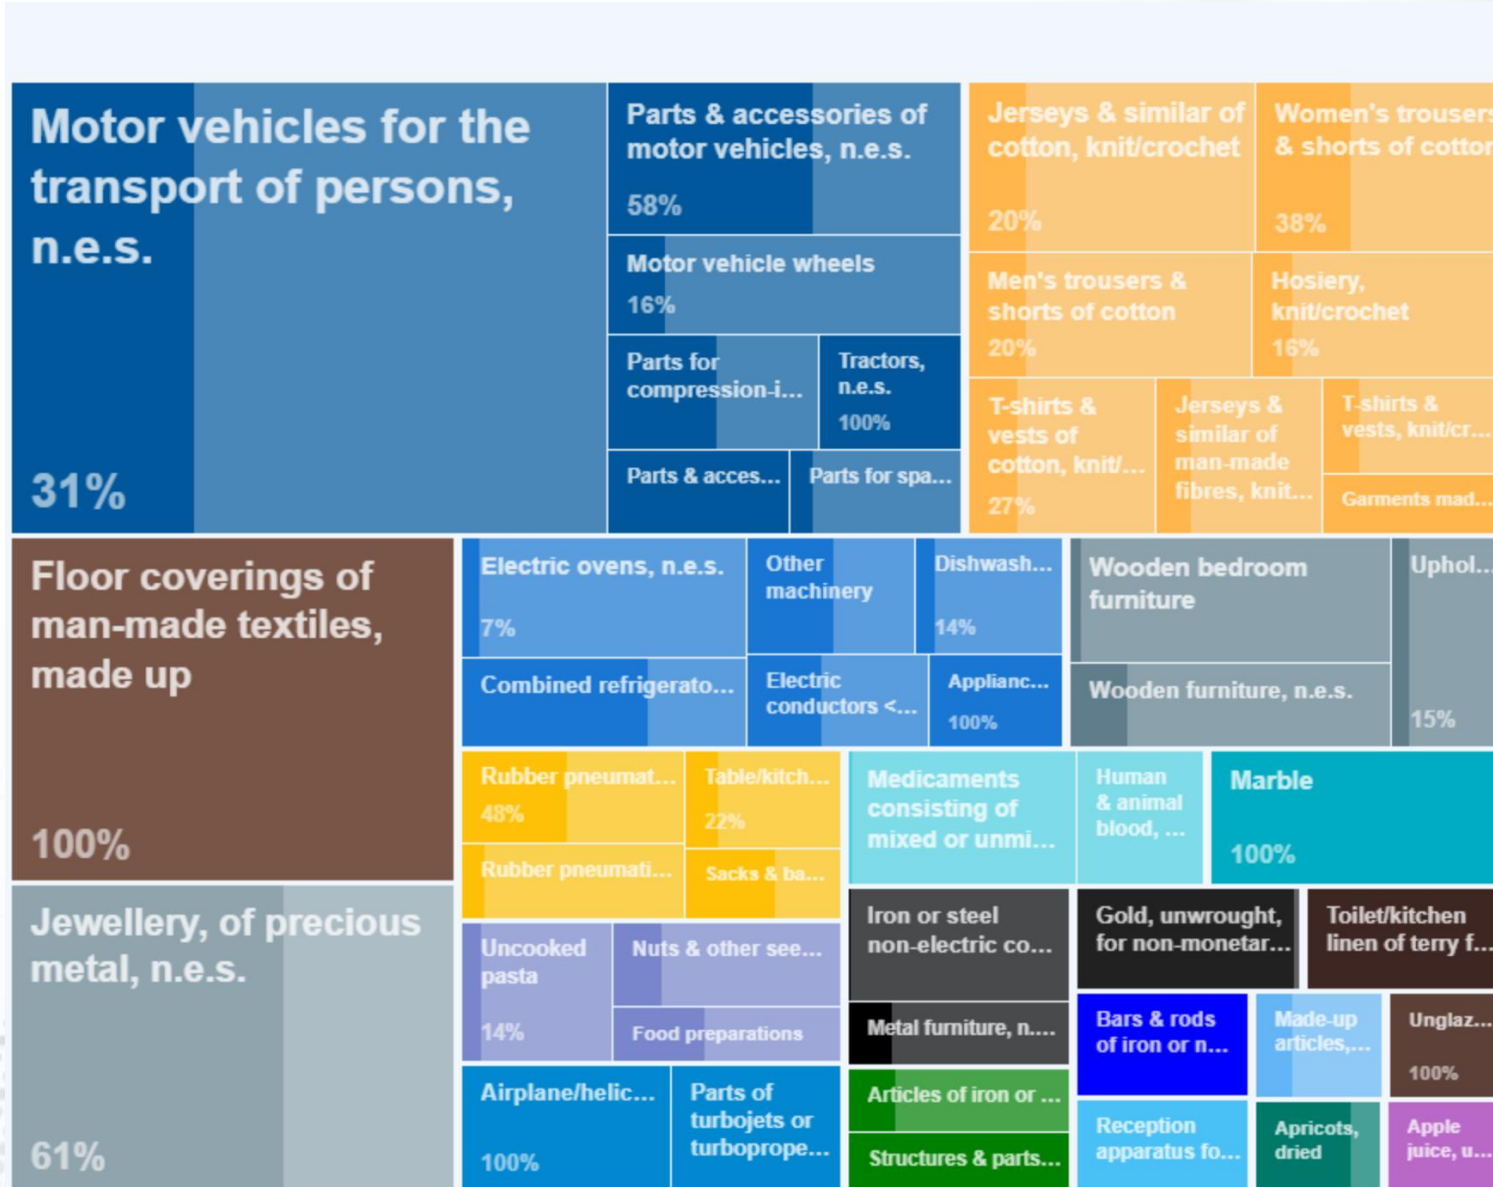 Motor vehicles for the
transport of persons,
n.e.s.
31%
Parts & accessories of
motor vehicles, n.e.s.
58%
Motor vehicle wheels
16%
Parts for
compression-i...
Tractors,
n.e.s.
100%
Parts & acces...
Parts for spa...
Jerseys & similar of
cotton, knit/crochet
20%
Women's trousers
& shorts of cotton
38%
Men's trousers &
shorts of cotton
20%
Hosiery,
knit/crochet
16%
T-shirts &
vests of
cotton, knit/...
27%
Jerseys &
similar of
man-made
fibres, knit...
T-shirts &
vests, knit/cr...
Garments mad...
Floor coverings of
man-made textiles,
made up
100%
Jewellery, of precious
metal, n.e.s.
61%
Electric ovens, n.e.s.
7%
Other
machinery
Dishwash...
14%
Combined refrigerato...
Electric
conductors <...
Applianc...
100%
Wooden bedroom
furniture
Uphol...
15%
Wooden furniture, n.e.s.
Rubber pneumat...
48%
Table/kitch...
22%
Rubber pneumati...
Sacks & ba...
Medicaments
consisting of
mixed or unmi...
Human
& animal
blood, ...
Marble
100%
Uncooked
pasta
14%
Nuts & other see...
Food preparations
Iron or steel
non-electric co...
Metal furniture, n....
Gold, unwrought,
for non-monetar...
Toilet/kitchen
linen of terry f...
Airplane/helic...
100%
Parts of
turbojets or
turboprope...
Articles of iron or ...
Structures & parts...
Bars & rods
of iron or n...
Made-up
articles,...
Unglaz...
100%
Reception
apparatus fo...
Apricots,
dried
Apple
juice, u...